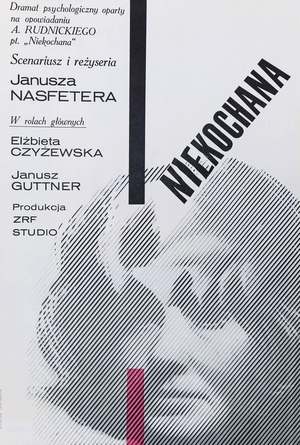 Dramat psychologiczny oparty
na opowiadaniu
A. RUDNICKIEGO
pt. „Niekochana"
Scenariusz i reżyseria
Janusza
NASFETERA
W rolach głównych
Elżbieta
CZYŻEWSKA
Janusz
GUTTNER
Produkcja
ZRF
STUDIO
NIEKOCHANA